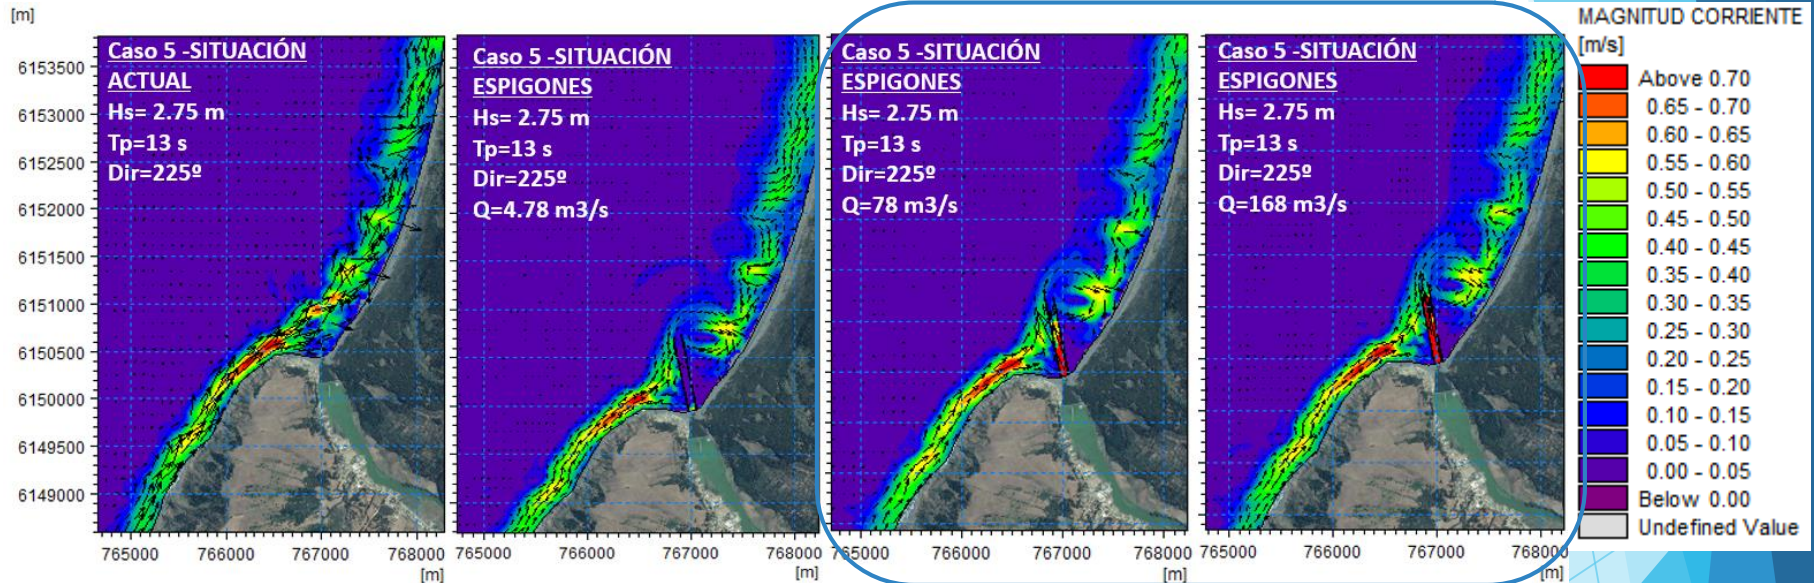 [m]
6153500
6153000
6152500
6152000
6151500
6151000
6150500
6150000
6149500
6149000
Caso 5 -SITUACIÓN
ACTUAL
Hs= 2.75 m
Tp=13 s
Dir=225º
765000 766000 767000 768000
[m]
Caso 5 -SITUACIÓN
ESPIGONES
Hs= 2.75 m
Tp=13 s
Dir=225º
Q=4.78 m3/s
765000 766000 767000 768000
[m]
Caso 5 -SITUACIÓN
ESPIGONES
Hs= 2.75 m
Tp=13 s
Dir=225º
Q=78 m3/s
765000 766000 767000 768000
[m]
Caso 5 -SITUACIÓN
ESPIGONES
Hs= 2.75 m
Tp=13 s
Dir=225º
Q=168 m3/s
765000 766000 767000 768000
[m]
MAGNITUD CORRIENTE
[m/s]
Above 0.70
0.65 - 0.70
0.60 - 0.65
0.55 - 0.60
0.50 - 0.55
0.45 - 0.50
0.40 - 0.45
0.35 - 0.40
0.30 - 0.35
0.25 - 0.30
0.20 - 0.25
0.15 - 0.20
0.10 - 0.15
0.05 - 0.10
0.00 - 0.05
Below 0.00
Undefined Value